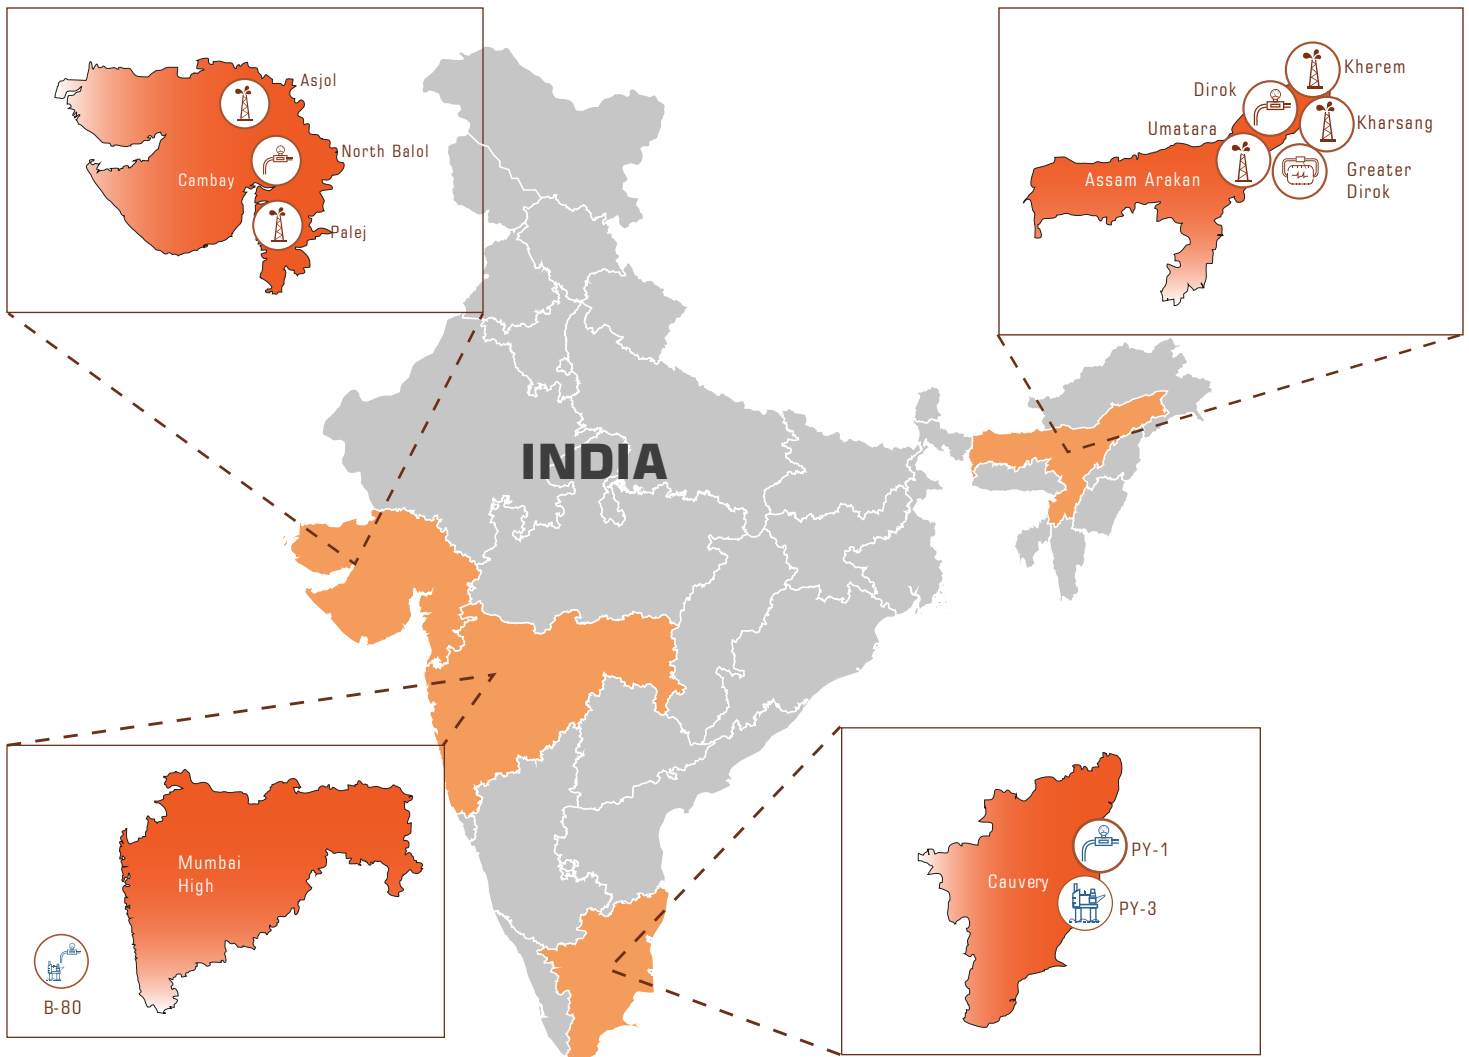 Asjol
North Balol
Cambay
Palej
Kherem
Dirok
Kharsang
Umatara
Assam Arakan
Greater
Dirok
INDIA
Mumbai
High
B-80
PY-1
Cauvery
PY-3